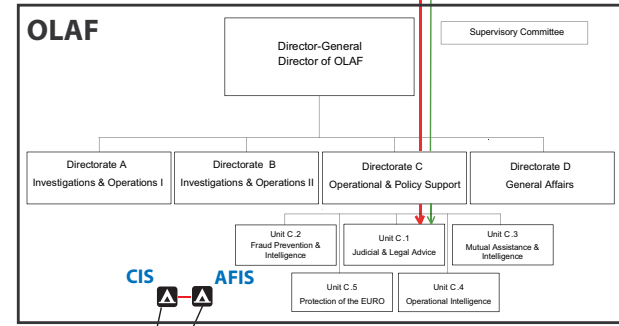 OLAF
Director-General
Director of OLAF
Supervisory Committee
Directorate A
Investigations & Operations I
Directorate B
Investigations & Operations II
Directorate C
Operational & Policy Support
Directorate D
General Affairs
Unit C.2
Fraud Prevention &
Intelligence
Unit C.1
Judicial & Legal Advice
Unit C.3
Mutual Assistance &
Intelligence
Unit C.5
Protection of the EURO
Unit C.4
Operational Intelligence
CIS
AFIS